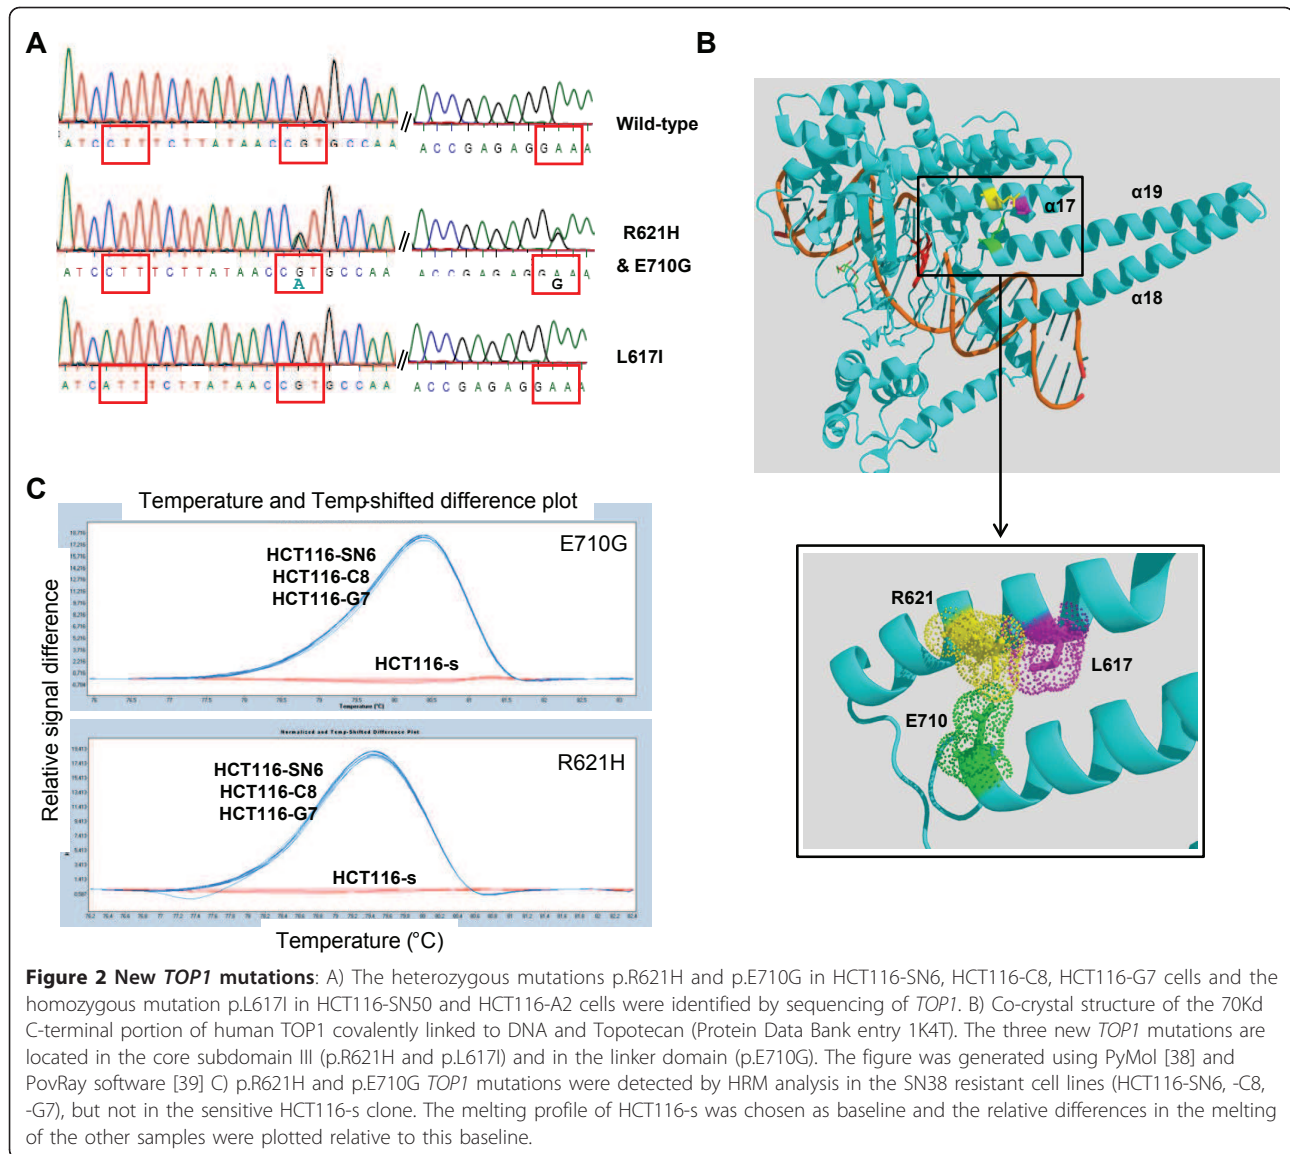 A
B
Wild-type
A T C C T T T C T T A T A A C C G T G C C A A
A C C G A G A G G A A A
R621H
& E710G
A T C C T T T C T T A T A A C C G T G C C A A
A C C G A G A G G A A A
A
G
L617I
A T C A T T T C T T A T A A C C G T G C C A A
A C C G A G A G G A A A
α17
α19
α18
R621
L617
E710
C
Temperature and Temp-shifted difference plot
Relative signal difference
E710G
HCT116-SN6
HCT116-C8
HCT116-G7
HCT116-s
Temperature (°C)
Normalized and Temp-Shifted Difference Plot
R621H
HCT116-SN6
HCT116-C8
HCT116-G7
HCT116-s
Temperature (°C)
Figure 2 New TOP1 mutations: A) The heterozygous mutations p.R621H and p.E710G in HCT116-SN6, HCT116-C8, HCT116-G7 cells and the
homozygous mutation p.L617I in HCT116-SN50 and HCT116-A2 cells were identified by sequencing of TOP1. B) Co-crystal structure of the 70Kd
C-terminal portion of human TOP1 covalently linked to DNA and Topotecan (Protein Data Bank entry 1K4T). The three new TOP1 mutations are
located in the core subdomain III (p.R621H and p.L617I) and in the linker domain (p.E710G). The figure was generated using PyMol [38] and
PovRay software [39] C) p.R621H and p.E710G TOP1 mutations were detected by HRM analysis in the SN38 resistant cell lines (HCT116-SN6, -C8,
-G7), but not in the sensitive HCT116-s clone. The melting profile of HCT116-s was chosen as baseline and the relative differences in the melting
of the other samples were plotted relative to this baseline.